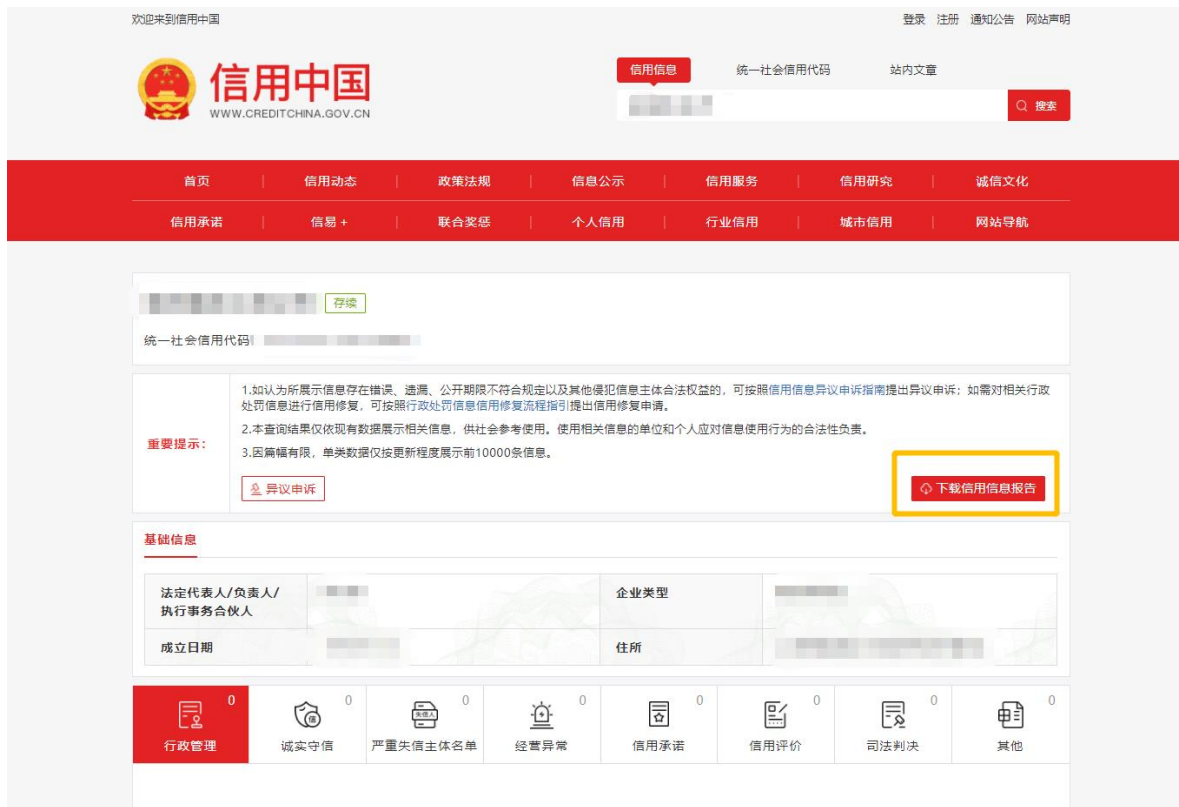 欢迎来到信用中国
登录 注册 通知公告 网站声明
信用中国
WWW.CREDITCHINA.GOV.CN
信用信息 统一社会信用代码 站内文章
搜索
首页 信用动态 政策法规 信息公示 信用服务 信用研究 诚信文化
信用承诺 信易+ 联合奖惩 个人信用 行业信用 城市信用 网站导航
存续
统一社会信用代码
重要提示:
1.如认为所展示信息存在错误、遗漏、公开期限不符合规定以及其他侵犯信息主体合法权益的，可按照信用信息异议申诉指南提出异议申诉；如需对相关行政
处罚信息进行信用修复，可按照行政处罚信息信用修复流程指引提出信用修复申请。
2.本查询结果仅依现有数据展示相关信息，供社会参考使用。使用相关信息的单位和个人应对信息使用行为的合法性负责。
3.因篇幅有限，单类数据仅按更新程度展示前10000条信息。
异议申诉
下载信用信息报告
基础信息
法定代表人/负责人/
执行事务合伙人
企业类型
成立日期
住所
0 0 0 0 0 0 0 0
信
失信人
行政管理 诚实守信 严重失信主体名单 经营异常 信用承诺 信用评价 司法判决 其他